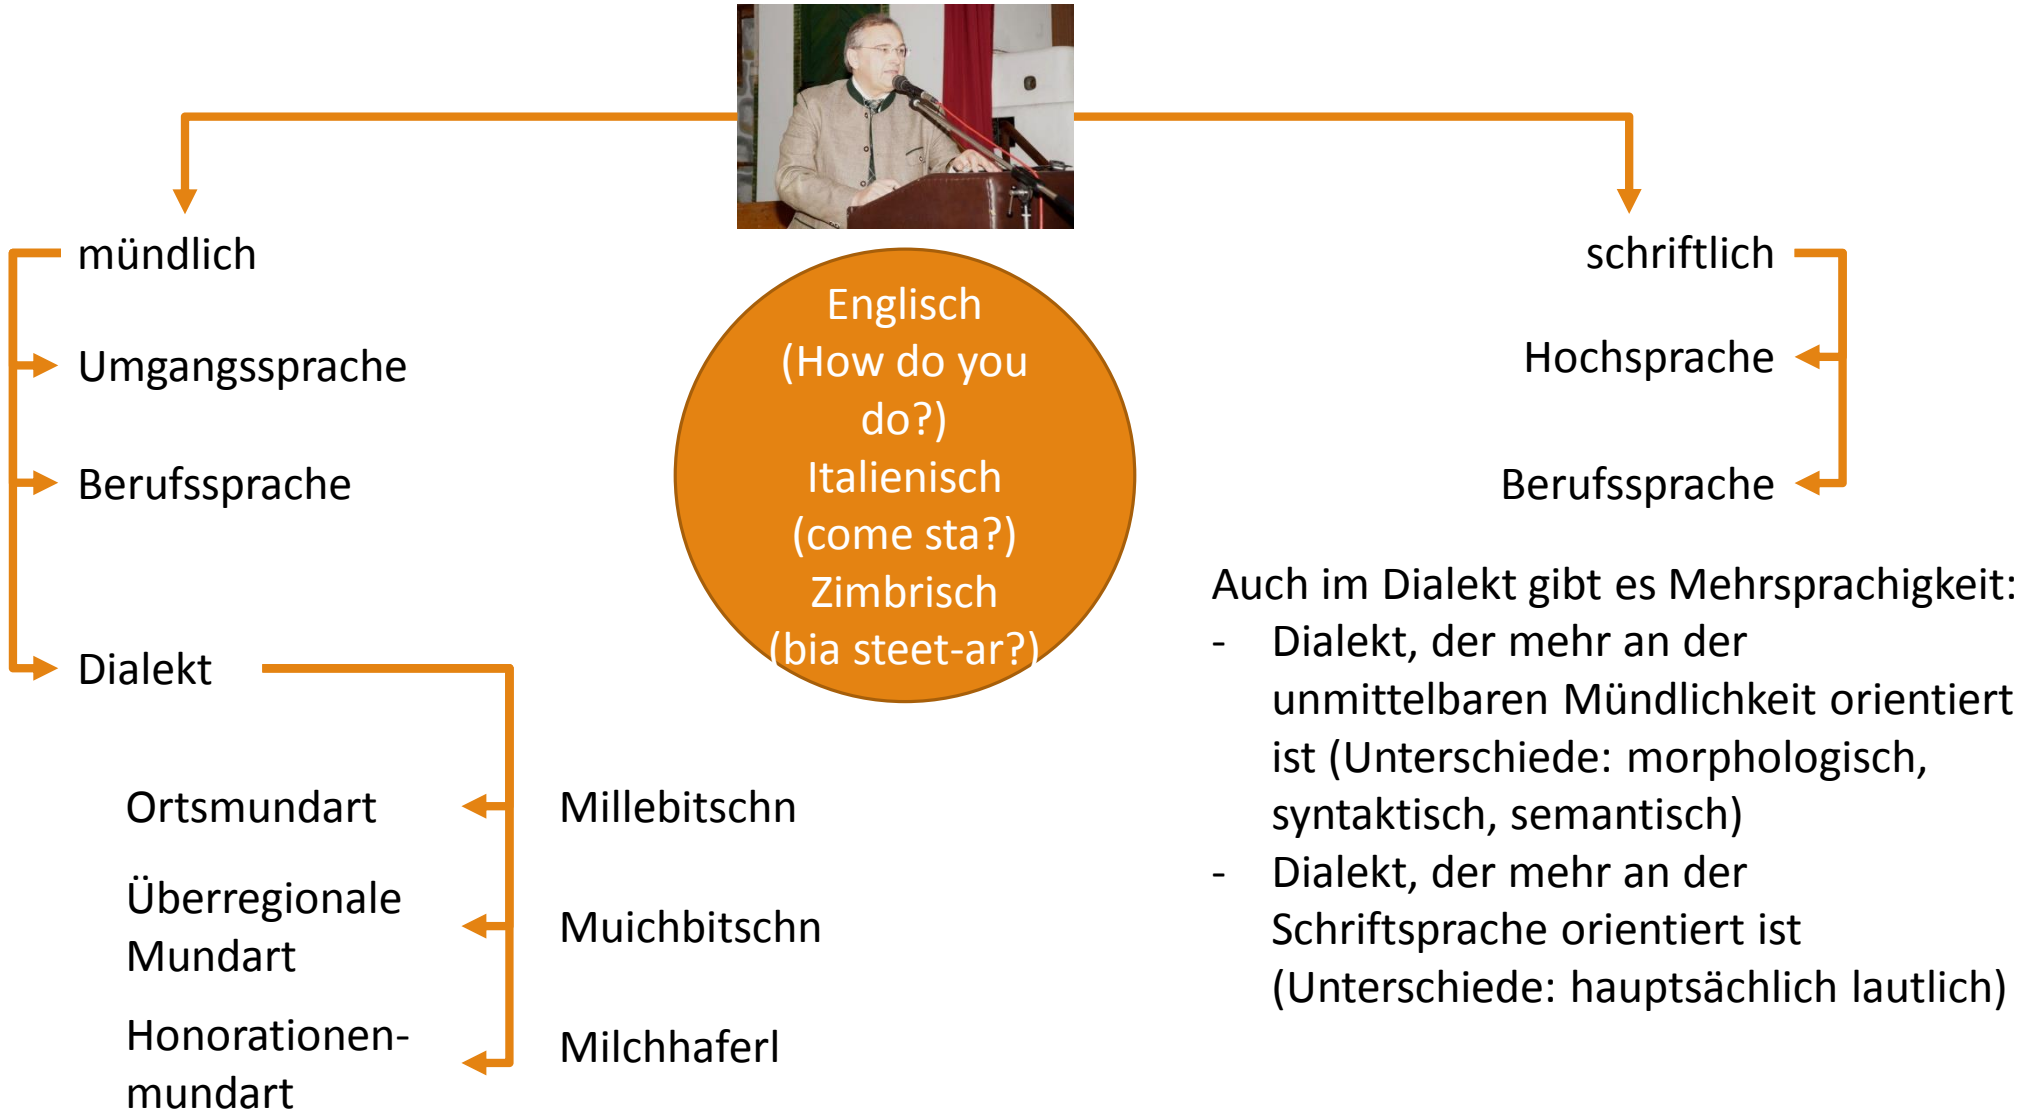 mündlich
Umgangssprache
Berufssprache
Dialekt
Ortsmundart
Millebitschn
Überregionale
Mundart
Muichbitschn
Honorationen-
mundart
Milchhaferl
Englisch
(How do you
do?)
Italienisch
(come sta?)
Zimbrisch
(bia steet-ar?)
schriftlich
Hochsprache
Berufssprache
Auch im Dialekt gibt es Mehrsprachigkeit:
- Dialekt, der mehr an der
unmittelbaren Mündlichkeit orientiert
ist (Unterschiede: morphologisch,
syntaktisch, semantisch)
- Dialekt, der mehr an der
Schriftsprache orientiert ist
(Unterschiede: hauptsächlich lautlich)